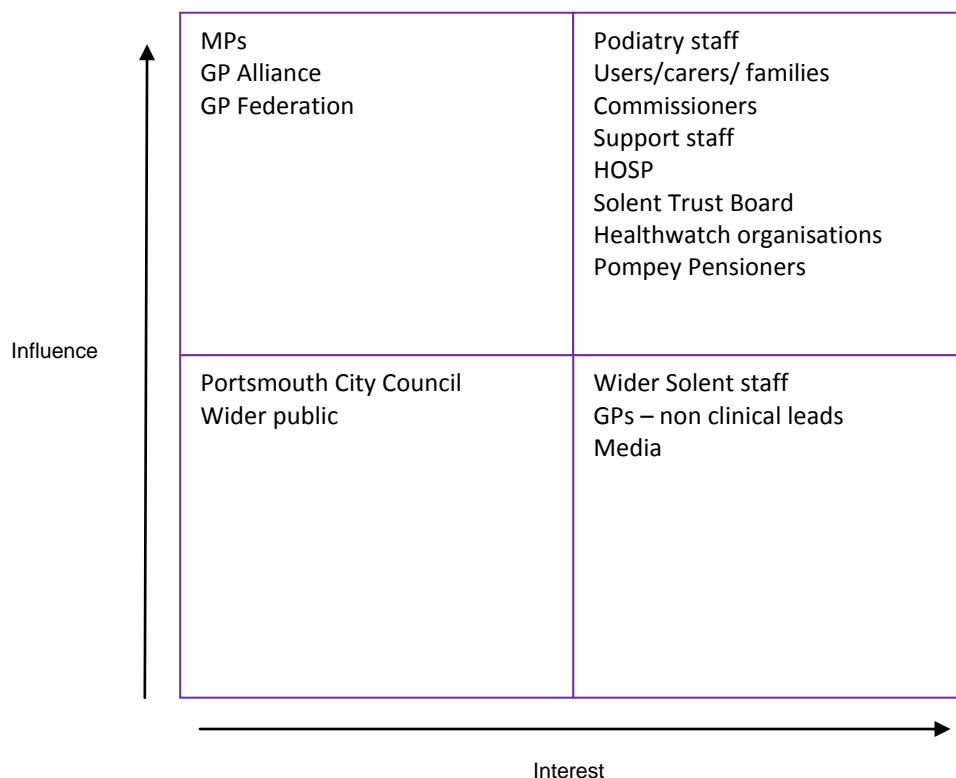 MPs
GP Alliance
GP Federation
Podiatry staff
Users/carers/ families
Commissioners
Support staff
HOSP
Solent Trust Board
Healthwatch organisations
Pompey Pensioners
Influence
Portsmouth City Council
Wider public
Wider Solent staff
GPs – non clinical leads
Media
Interest